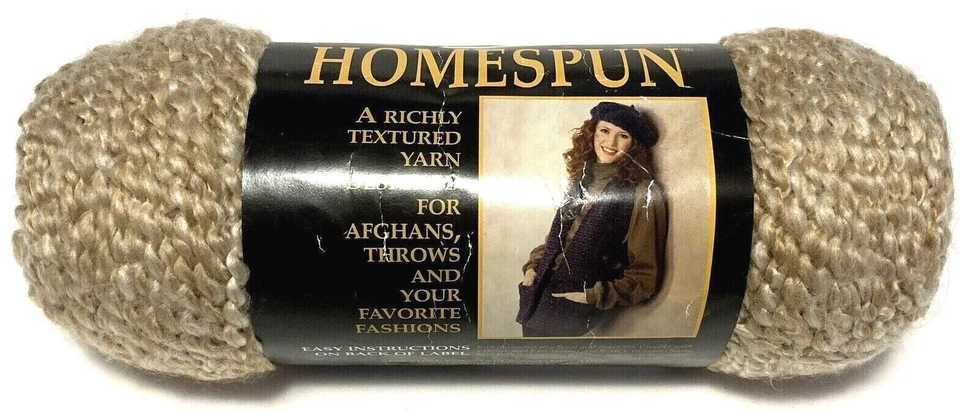 HOMESPUN
A RICHLY
TEXTURED
YARN
FOR
AFGHANS,
THROWS
AND
YOUR
FAVORITE
FASHIONS
EASY INSTRUCTIONS
ON BACK OF LABEL